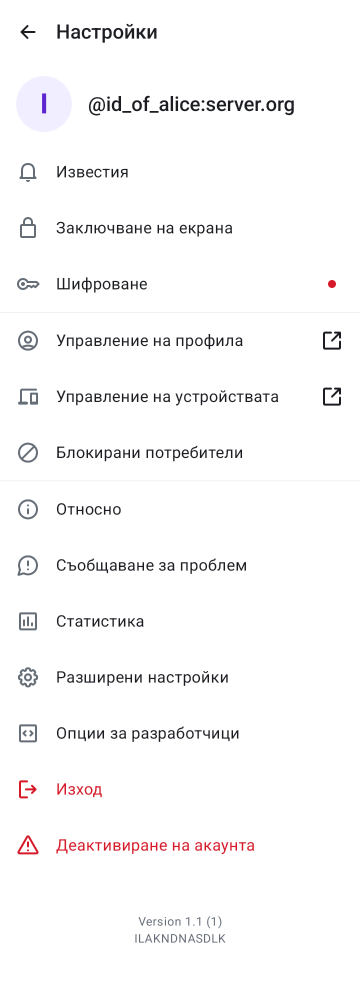 Настройки
I
@id_of_alice:server.org
Известия
Заключване на екрана
Шифроване
Управление на профила
Управление на устройствата
Блокирани потребители
Относно
Съобщаване за проблем
Статистика
Разширени настройки
Опции за разработчици
Изход
Деактивиране на акаунта
Version 1.1 (1)
ILAKNDNASDLK